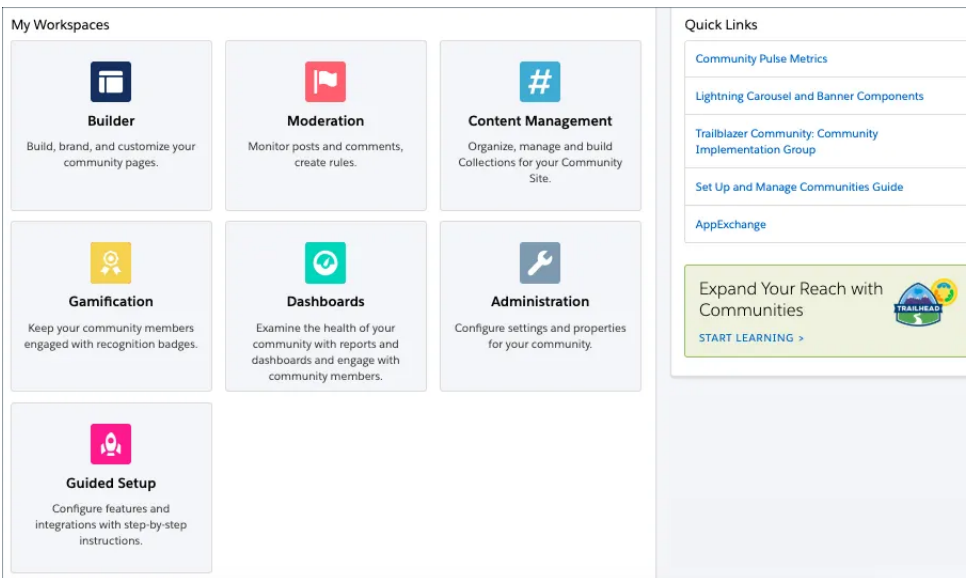 My Workspaces
Builder
Build, brand, and customize your
community pages.
Moderation
Monitor posts and comments,
create rules.
#
Content Management
Organize, manage and build
Collections for your Community
Site.
Gamification
Keep your community members
engaged with recognition badges.
Dashboards
Examine the health of your
community with reports and
dashboards and engage with
community members.
Administration
Configure settings and properties
for your community.
Guided Setup
Configure features and
integrations with step-by-step
instructions.
Quick Links
Community Pulse Metrics
Lightning Carousel and Banner Components
Trailblazer Community: Community
Implementation Group
Set Up and Manage Communities Guide
AppExchange
Expand Your Reach with
Communities
START LEARNING >
TRAILHEAD